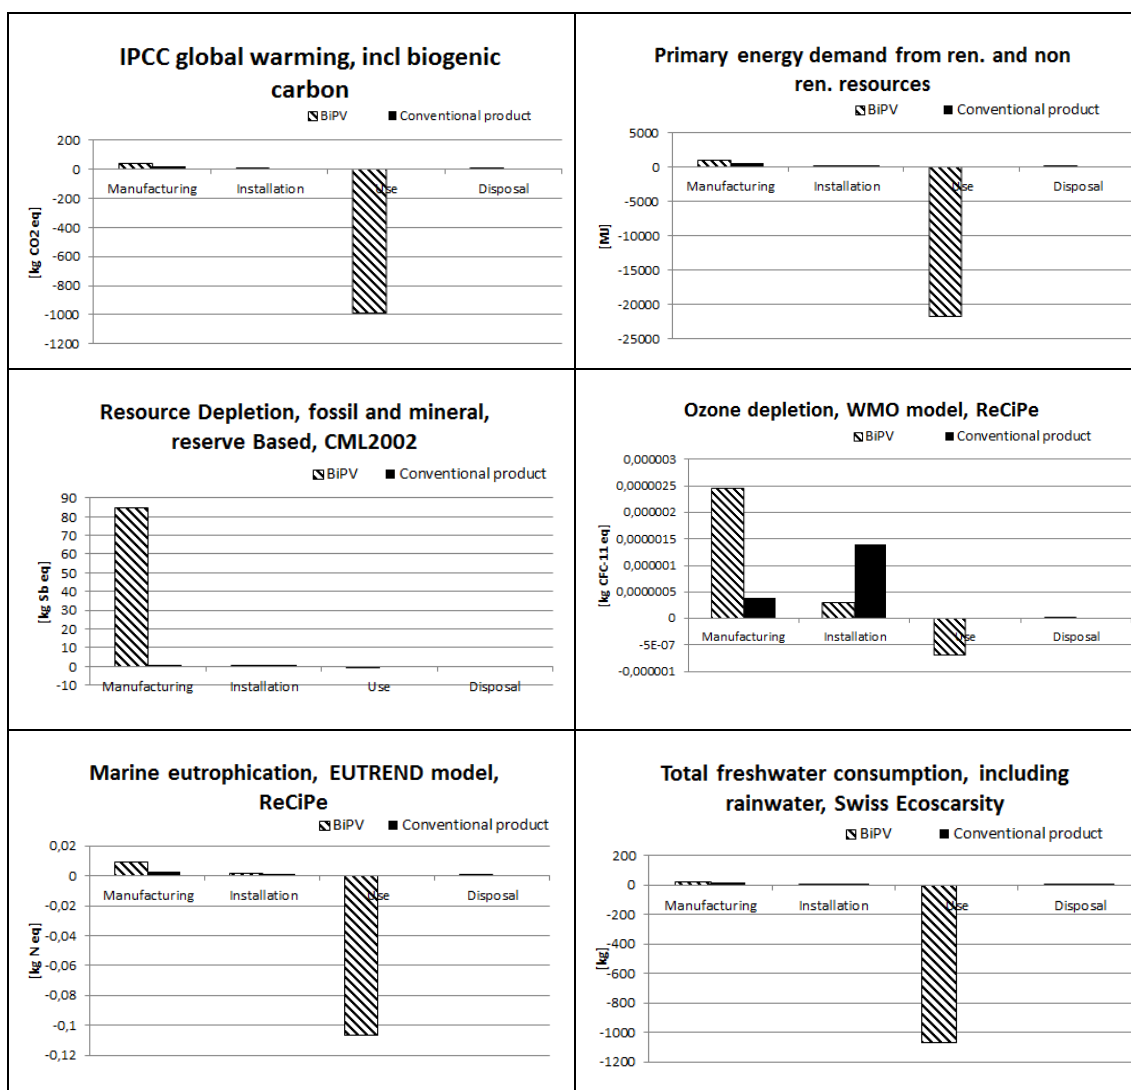 IPCC global warming, incl biogenic
carbon
BiPV Conventional product
200
0
-200
-400
-600
-800
-1000
-1200
[kg CO2 eq]
Manufacturing Installation Use Disposal
Primary energy demand from ren. and non
ren. resources
BiPV Conventional product
5000
0
-5000
-10000
-15000
-20000
-25000
[MJ]
Manufacturing Installation Use Disposal
Resource Depletion, fossil and mineral,
reserve Based, CML2002
BiPV Conventional product
90
80
70
60
50
40
30
20
10
0
-10
[kg Sb eq]
Manufacturing Installation Use Disposal
Ozone depletion, WMO model, ReCiPe
BiPV Conventional product
0,000003
0,0000025
0,000002
0,0000015
0,000001
0,0000005
0
-5E-07
-0,000001
[kg CFC-11 eq]
Manufacturing Installation Use Disposal
Marine eutrophication, EUTREND model,
ReCiPe
BiPV Conventional product
0,02
0
-0,02
-0,04
-0,06
-0,08
-0,1
-0,12
[kg N eq]
Manufacturing Installation Use Disposal
Total freshwater consumption, including
rainwater, Swiss Ecoscarsity
BiPV Conventional product
200
0
-200
-400
-600
-800
-1000
-1200
[kg]
Manufacturing Installation Use Disposal